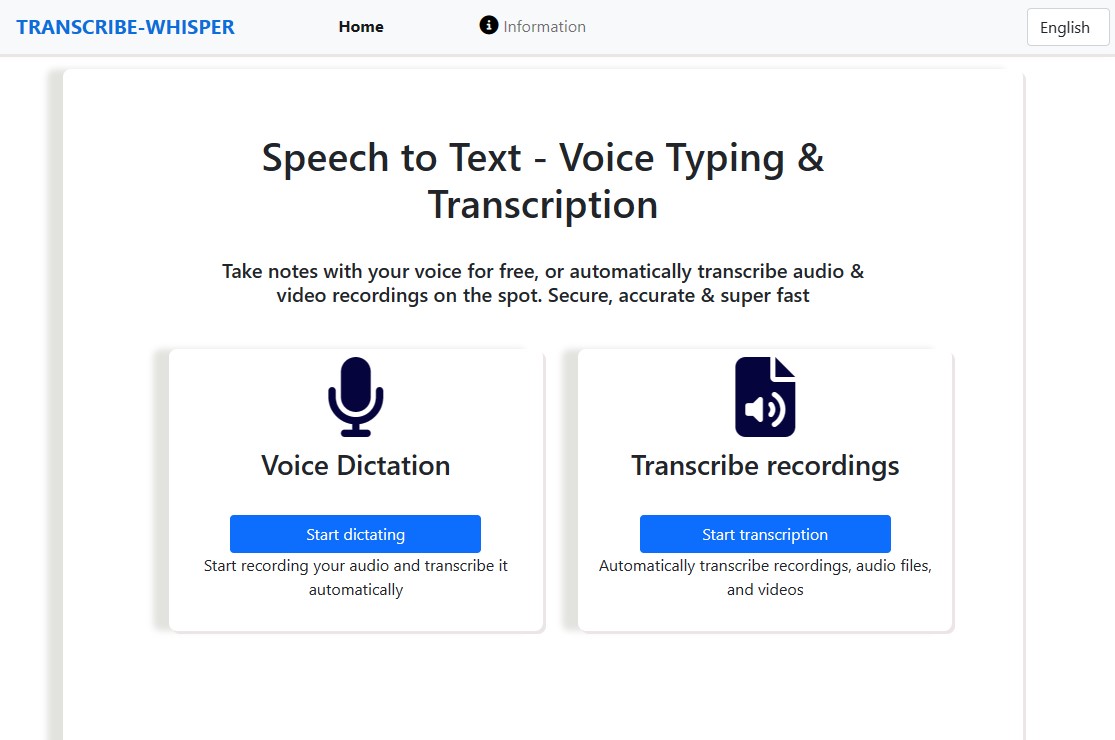 TRANSCRIBE-WHISPER
Home
Information
English
Speech to Text - Voice Typing &
Transcription
Take notes with your voice for free, or automatically transcribe audio &
video recordings on the spot. Secure, accurate & super fast
Voice Dictation
Start dictating
Start recording your audio and transcribe it
automatically
Transcribe recordings
Start transcription
Automatically transcribe recordings, audio files,
and videos